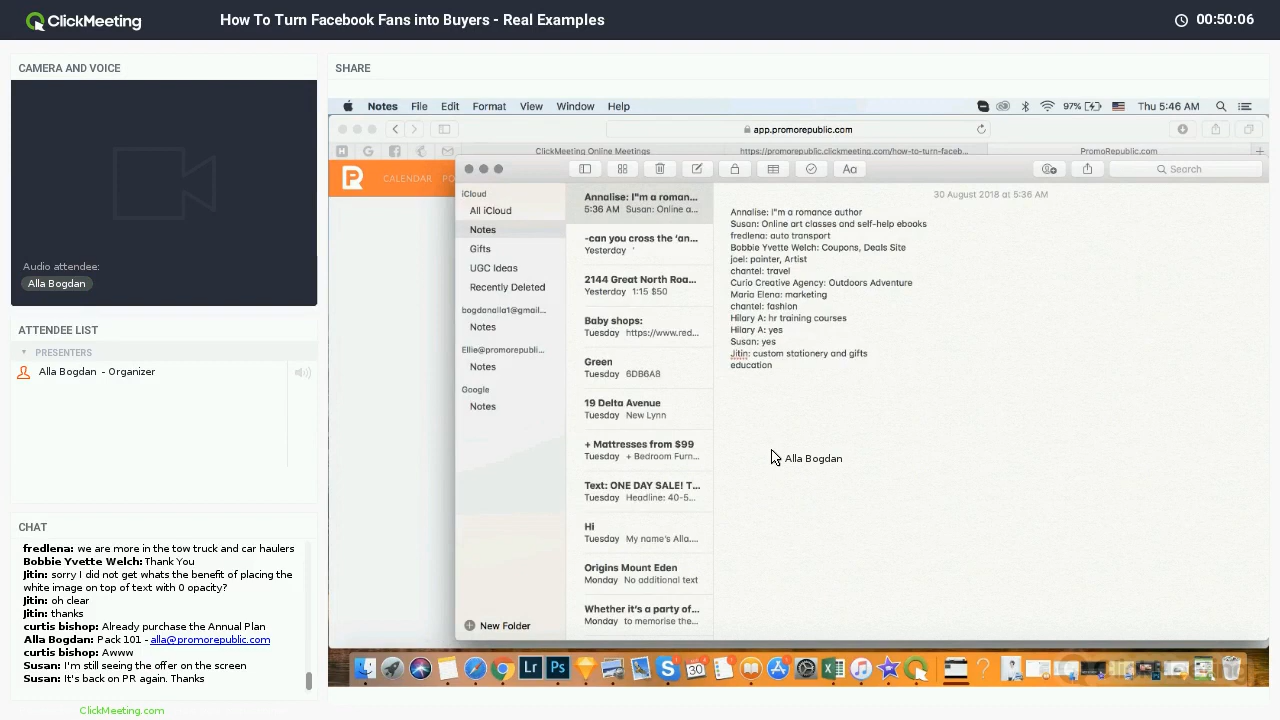 ClickMeeting
How To Turn Facebook Fans into Buyers - Real Examples
00:50:06
CAMERA AND VOICE
Audio attendee:
Alla Bogdan
ATTENDEE LIST
PRESENTERS
Alla Bogdan - Organizer
CHAT
fredlena: we are more in the tow truck and car haulers
Bobbie Yvette Welch: Thank You
Jitin: sorry I did not get whats the benefit of placing the
white image on top of text with 0 opacity?
Jitin: oh clear
Jitin: thanks
curtis bishop: Already purchase the Annual Plan
Alla Bogdan: Pack 101 - alla@promorepublic.com
curtis bishop: Awww
Susan: I'm still seeing the offer on the screen
Susan: It's back on PR again. Thanks
ClickMeeting.com
SHARE
Notes File Edit Format View Window Help
97% Thu 5:46 AM
app.promorepublic.com
ClickMeeting Online Meetings
https://promorepublic.clickmeeting.com/how-to-turn-faceb...
PromoRepublic.com
CALENDAR PO
Aa
Search
iCloud
All iCloud
Notes
Gifts
UGC Ideas
Recently Deleted
bogdanalla1@gmail...
Notes
Ellie@promorepubli...
Notes
Google
Notes
New Folder
Annalise: I"m a roman...
5:36 AM Susan: Online a...
-can you cross the 'an...
Yesterday '
2144 Great North Roa...
Yesterday 1:15 $50
Baby shops:
Tuesday https://www.red...
Green
Tuesday 6DB6A8
19 Delta Avenue
Tuesday New Lynn
+ Mattresses from $99
Tuesday + Bedroom Furn...
Text: ONE DAY SALE! T...
Tuesday Headline: 40-5...
Hi
Tuesday My name's Alla....
Origins Mount Eden
Monday No additional text
Whether it's a party of...
Monday to memorise the...
30 August 2018 at 5:36 AM
Annalise: I"m a romance author
Susan: Online art classes and self-help ebooks
fredlena: auto transport
Bobbie Yvette Welch: Coupons, Deals Site
joel: painter, Artist
chantel: travel
Curio Creative Agency: Outdoors Adventure
Maria Elena: marketing
chantel: fashion
Hilary A: hr training courses
Hilary A: yes
Susan: yes
Jitin: custom stationery and gifts
education
Alla Bogdan
Lr Ps
30